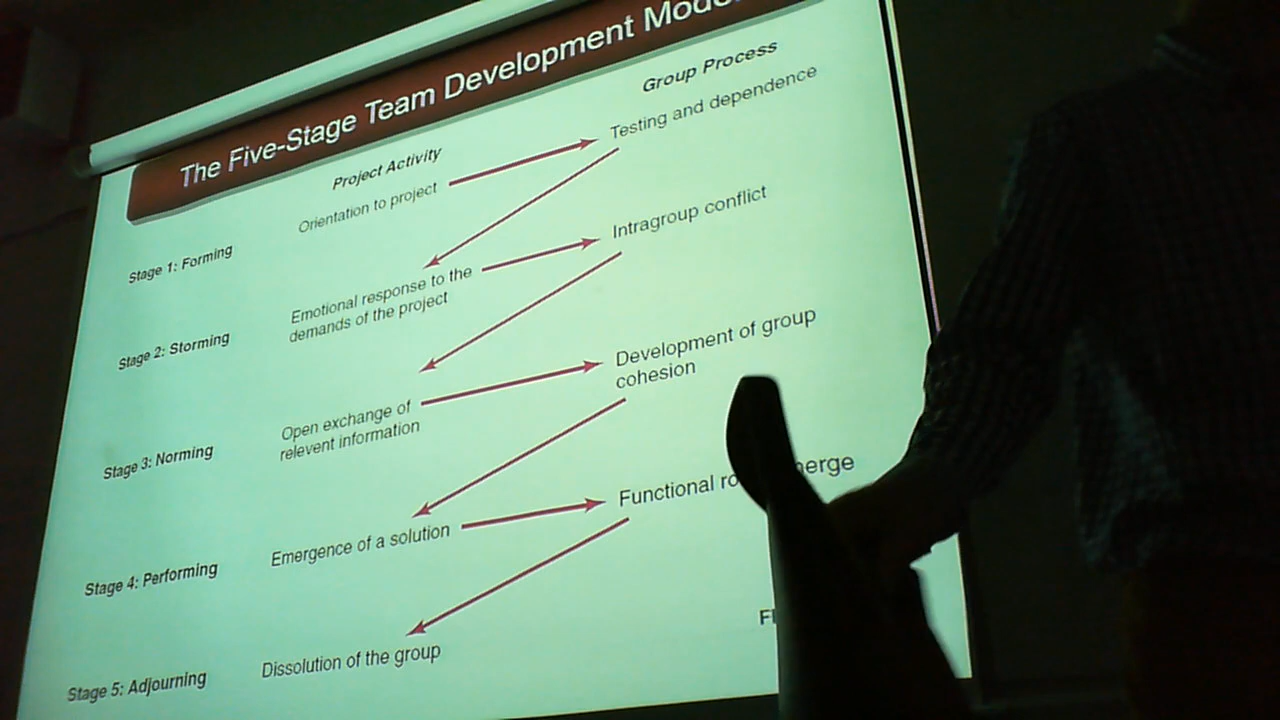 The Five-Stage Team Development
Project Activity
Group Process
Stage 1: Forming
Orientation to project
Testing and dependence
Stage 2: Storming
Emotional response to the
demands of the project
Intragroup conflict
Stage 3: Norming
Open exchange of
relevent information
Development of group
cohesion
Stage 4: Performing
Emergence of a solution
Functional
Stage 5: Adjourning
Dissolution of the group